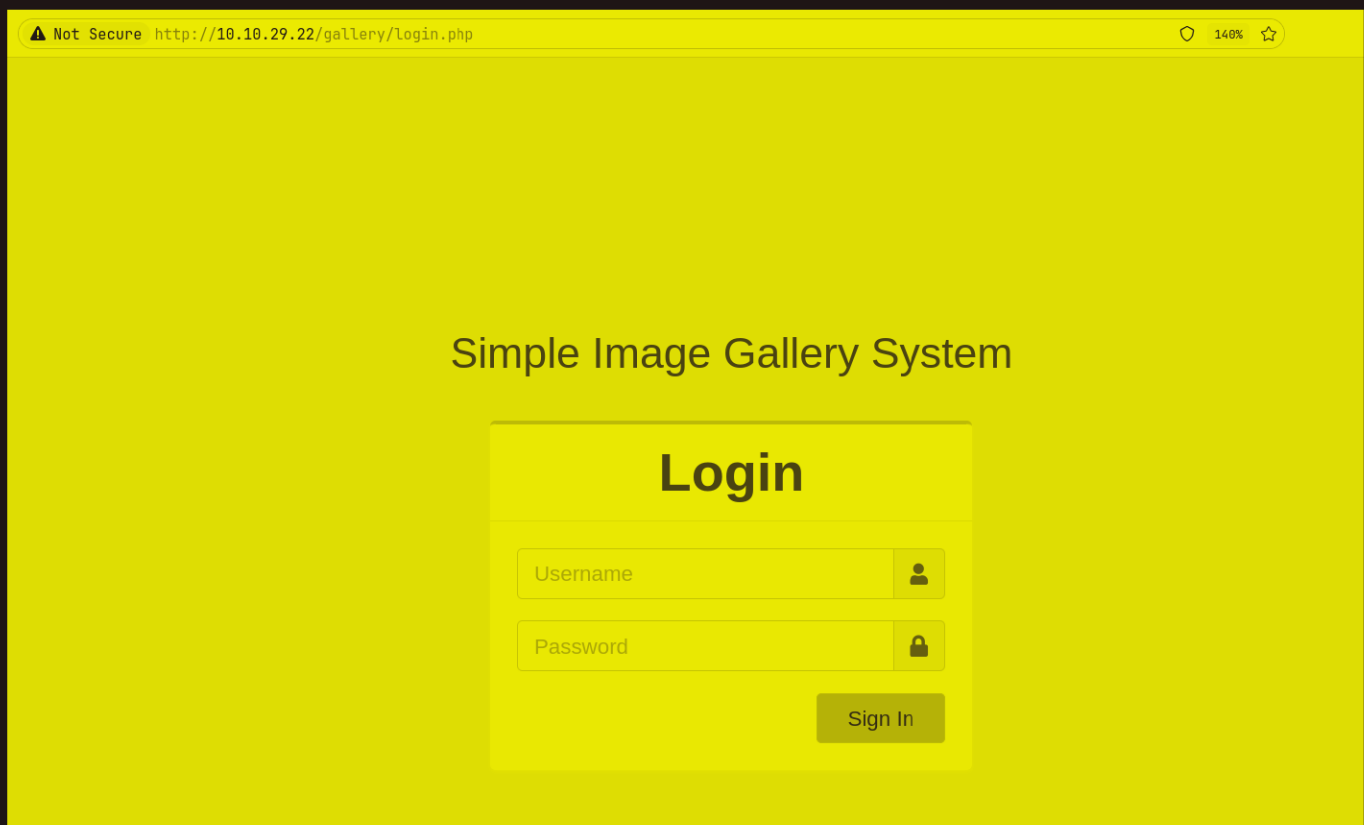 Not Secure http://10.10.29.22/gallery/login.php 140%
Simple Image Gallery System
Login
Username
Password
Sign In